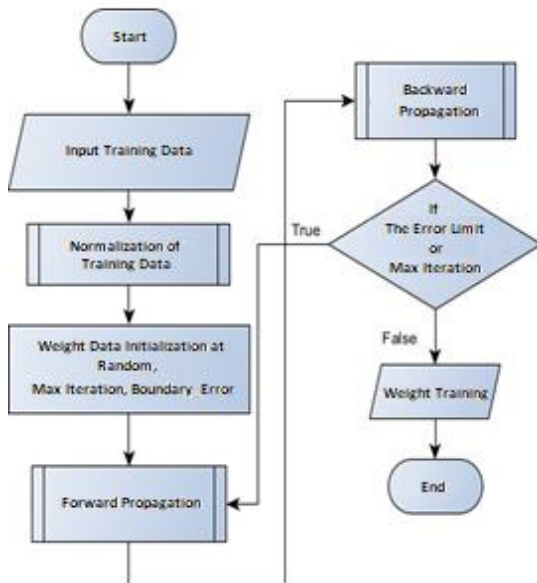 Start
Input Training Data
Normalization of
Training Data
Weight Data Initialization at
Random,
Max Iteration, Boundary Error
Forward Propagation
Backward
Propagation
If
The Error Limit
or
Max Iteration
True
False
Weight Training
End